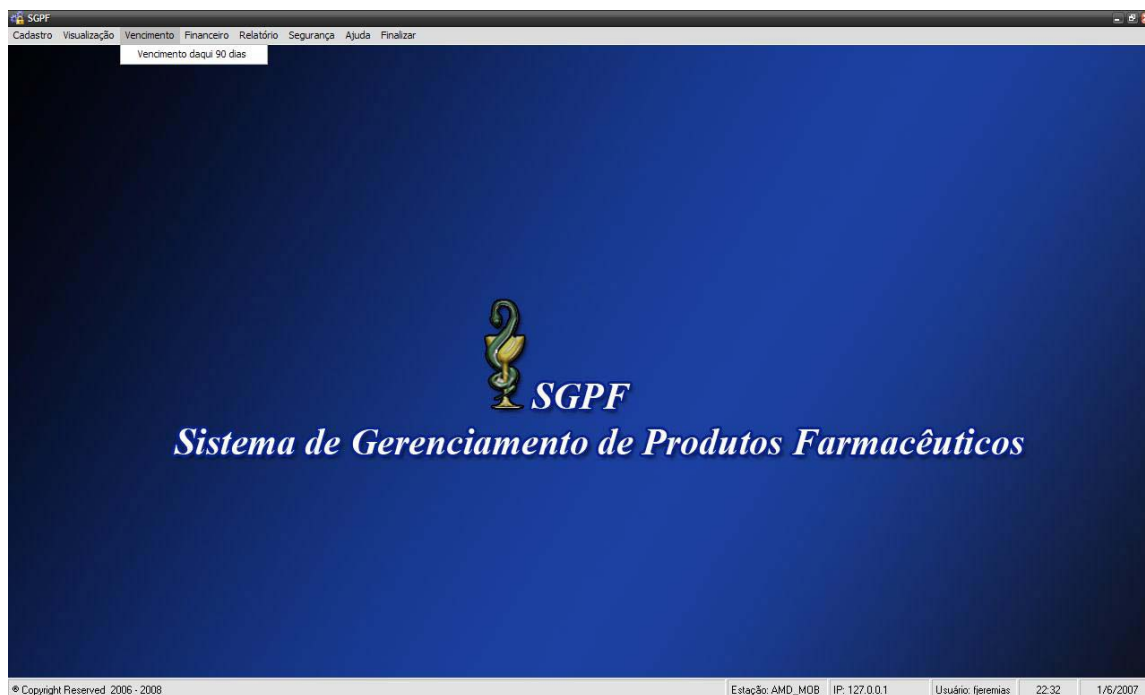 SGPF
Cadastro Visualização Vencimento Financeiro Relatório Segurança Ajuda Finalizar
Vencimento daqui 90 dias
SGPF
Sistema de Gerenciamento de Produtos Farmacêuticos
© Copyright Reserved 2006 - 2008 Estação: AMD_MOB IP: 127.0.0.1 Usuário: fjeremias 22:32 1/6/2007